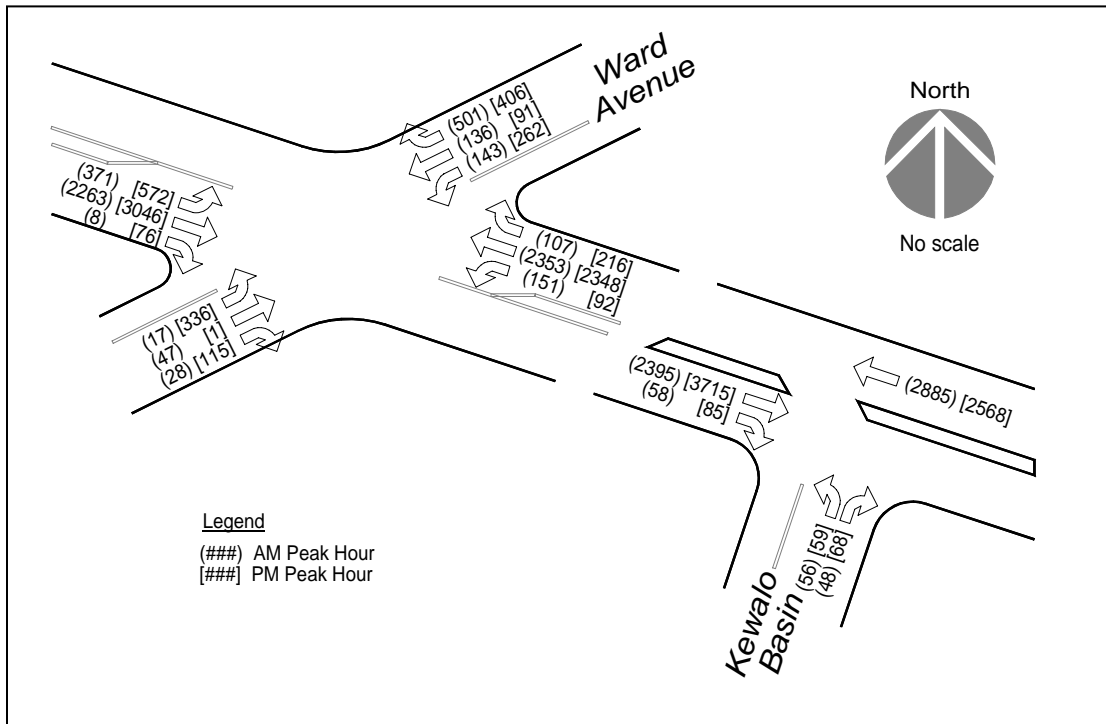 Ward
Avenue
North
No scale
(501) [406]
(136) [91]
(143) [262]
(371) [572]
(2263) [3046]
(8) [76]
(107) [216]
(2353) [2348]
(151) [92]
(17) [336]
(47) [1]
(28) [115]
(2395) [3715]
(58) [85]
(2885) [2568]
(56) [59]
(48) [68]
Kewalo
Basin
Legend
(###) AM Peak Hour
[###] PM Peak Hour